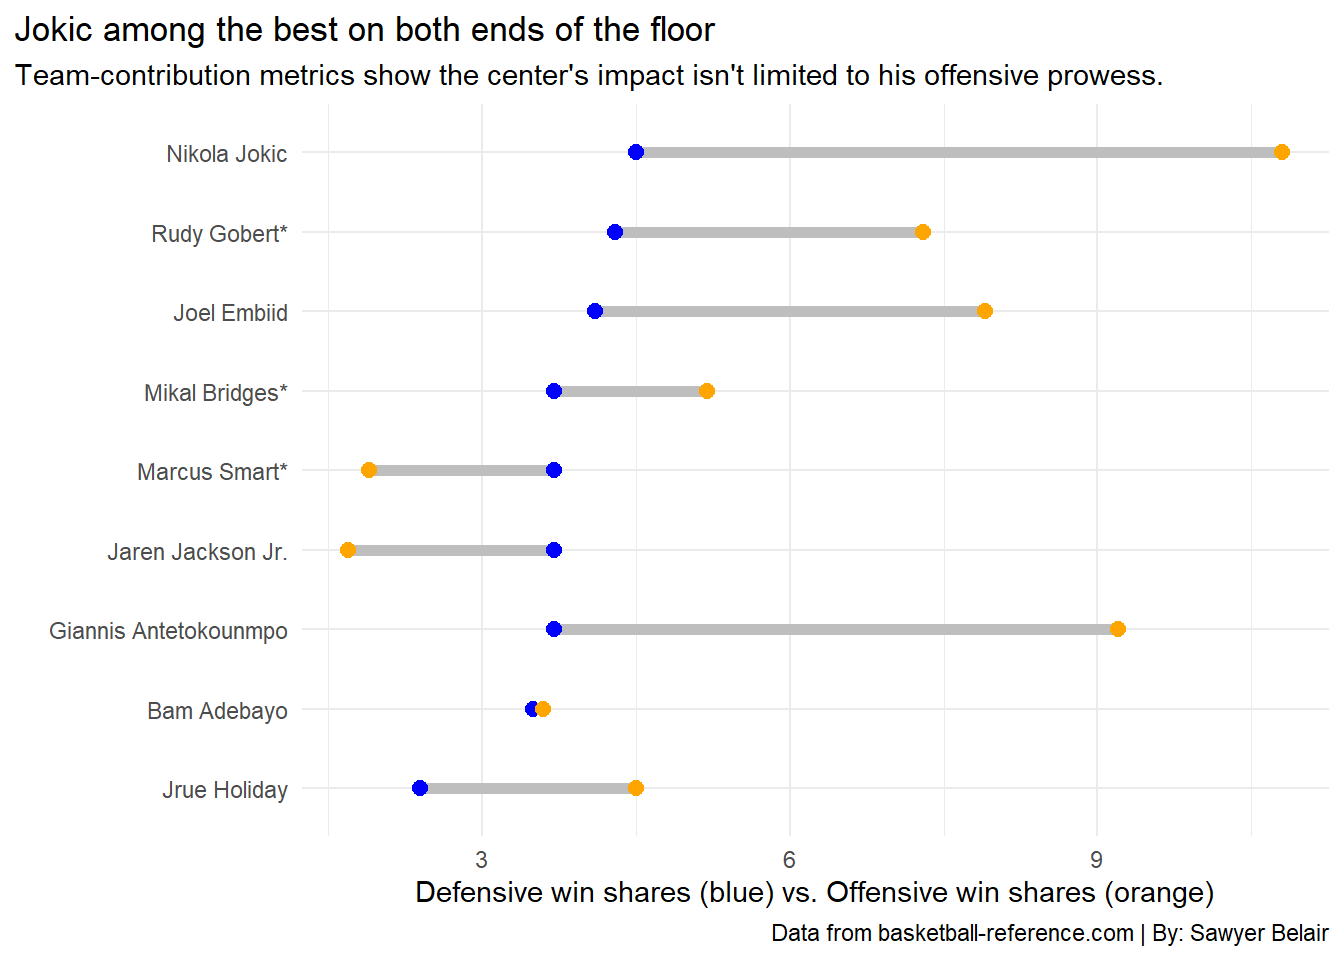 Jokic among the best on both ends of the floor
Team-contribution metrics show the center's impact isn't limited to his offensive prowess.
Nikola Jokic
Rudy Gobert*
Joel Embiid
Mikal Bridges*
Marcus Smart*
Jaren Jackson Jr.
Giannis Antetokounmpo
Bam Adebayo
Jrue Holiday
3 6 9
Defensive win shares (blue) vs. Offensive win shares (orange)
Data from basketball-reference.com | By: Sawyer Belair